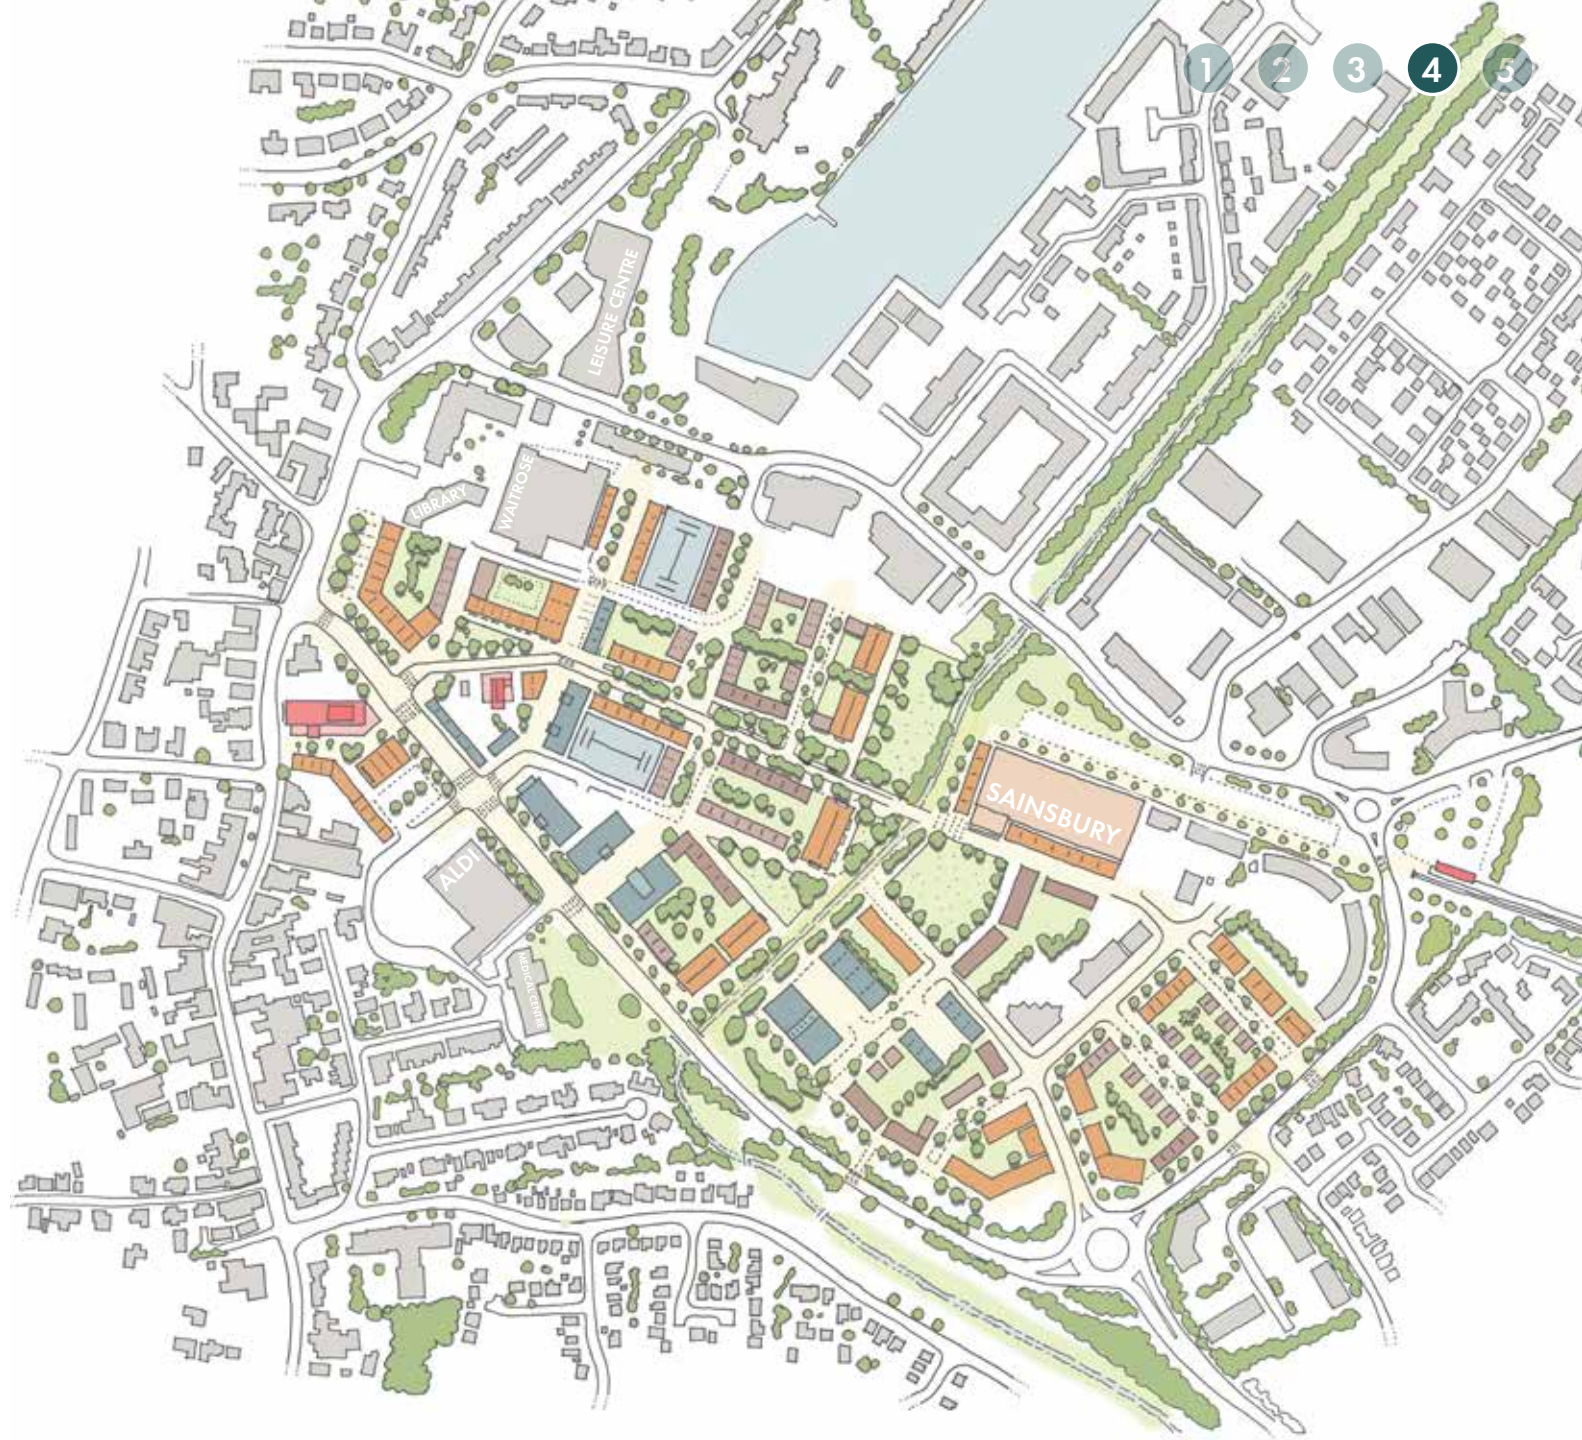 1 2 3 4 5
LEISURE CENTRE
WAITROSE
LIBRARY
SAINSBURY
ALDI
MEDICAL CENTRE